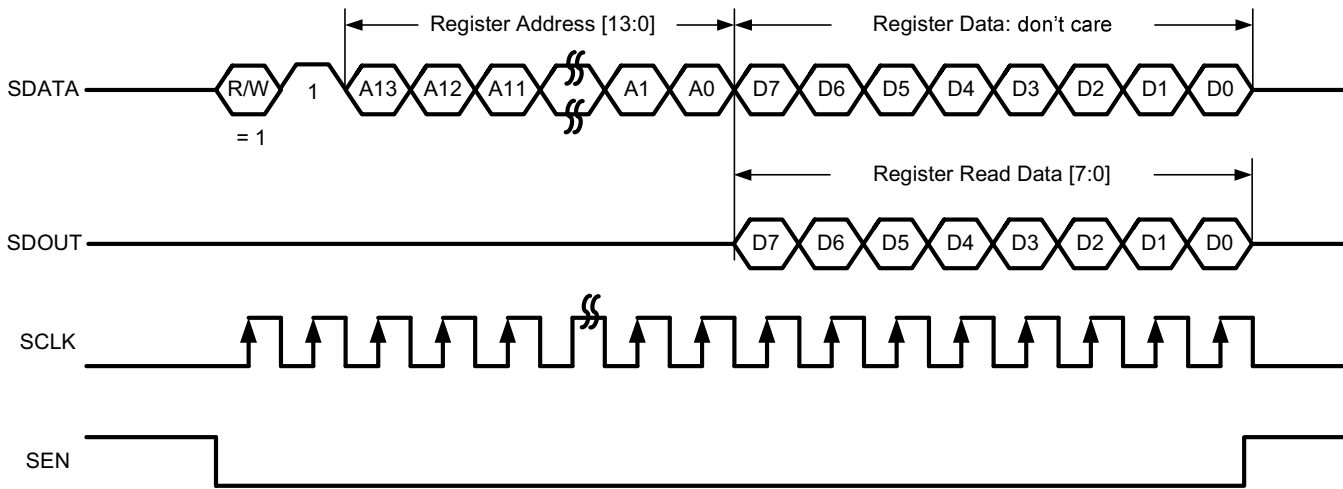 Register Address [13:0] Register Data: don't care
SDATA R/W 1 A13 A12 A11 A1 A0 D7 D6 D5 D4 D3 D2 D1 D0
= 1
Register Read Data [7:0]
SDOUT D7 D6 D5 D4 D3 D2 D1 D0
SCLK
SEN